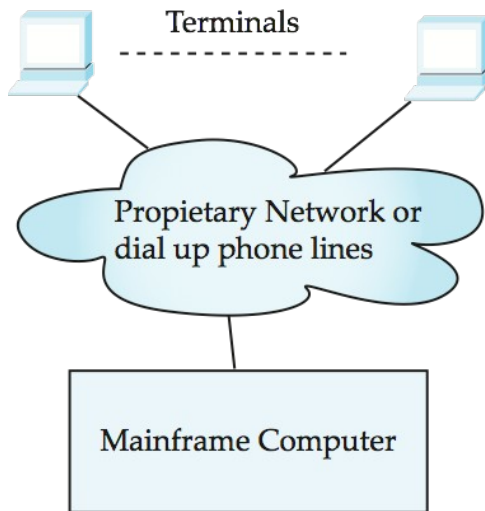 Terminals
Propietary Network or
dial up phone lines
Mainframe Computer